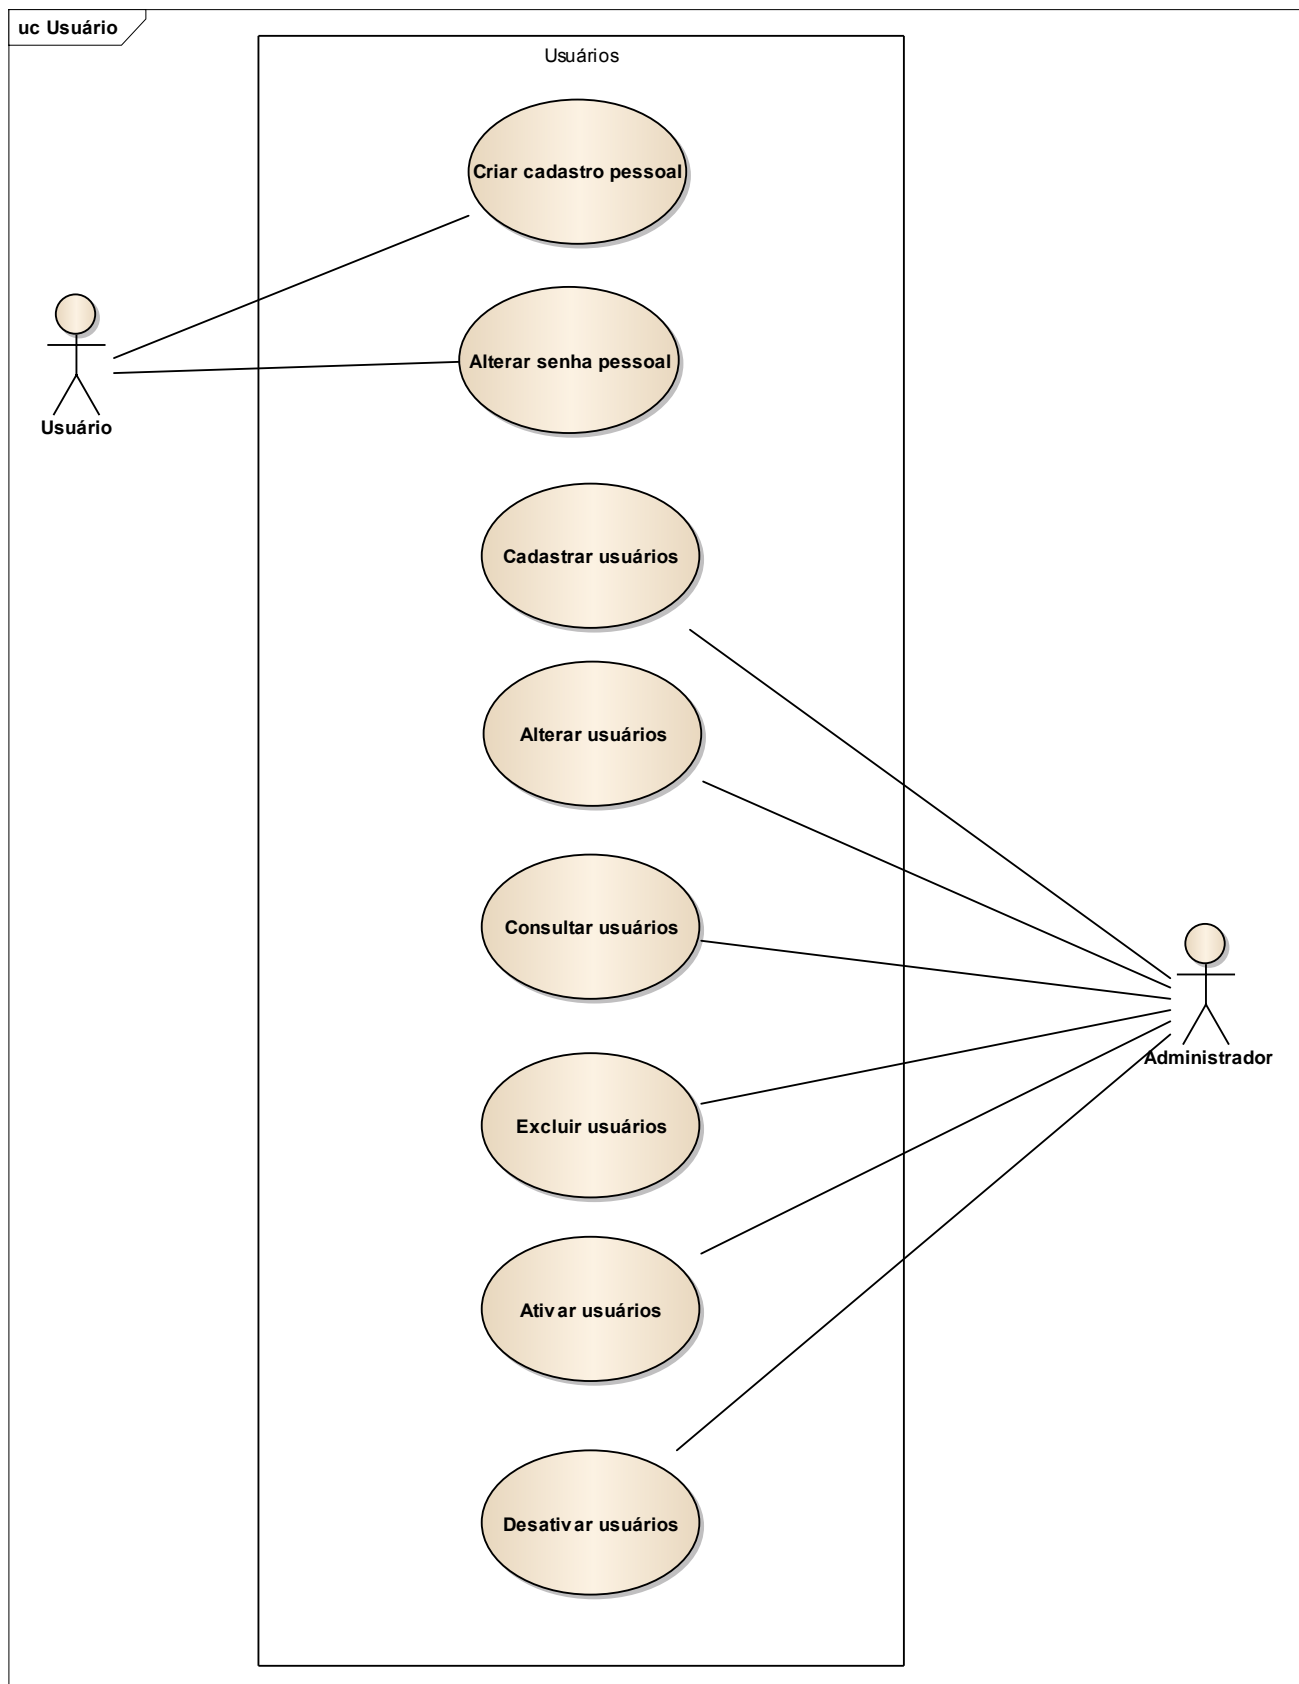 uc Usuário
Usuários
Criar cadastro pessoal
Alterar senha pessoal
Usuário
Cadastrar usuários
Alterar usuários
Consultar usuários
Administrador
Excluir usuários
Ativar usuários
Desativar usuários